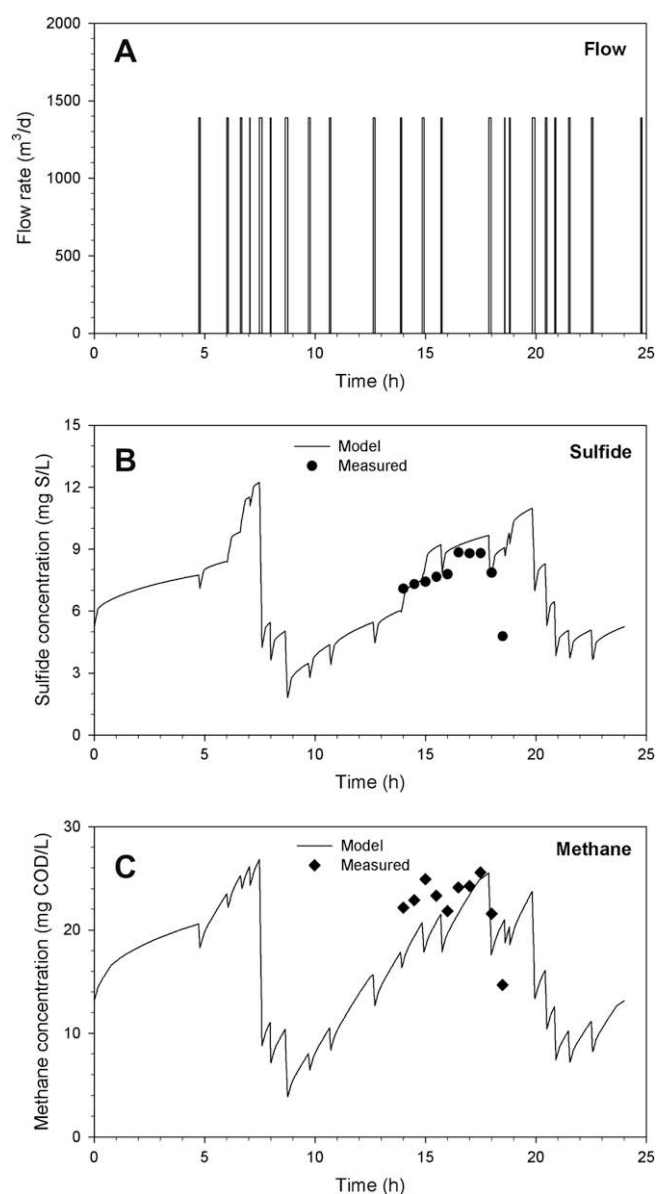 A
Flow
Flow rate (m³/d)
2000
1500
1000
500
0
0 5 10 15 20 25
Time (h)
B
Model
Measured
Sulfide
Sulfide concentration (mg S/L)
15
12
9
6
3
0
0 5 10 15 20 25
Time (h)
C
Model
Measured
Methane
Methane concentration (mg COD/L)
30
20
10
0
0 5 10 15 20 25
Time (h)